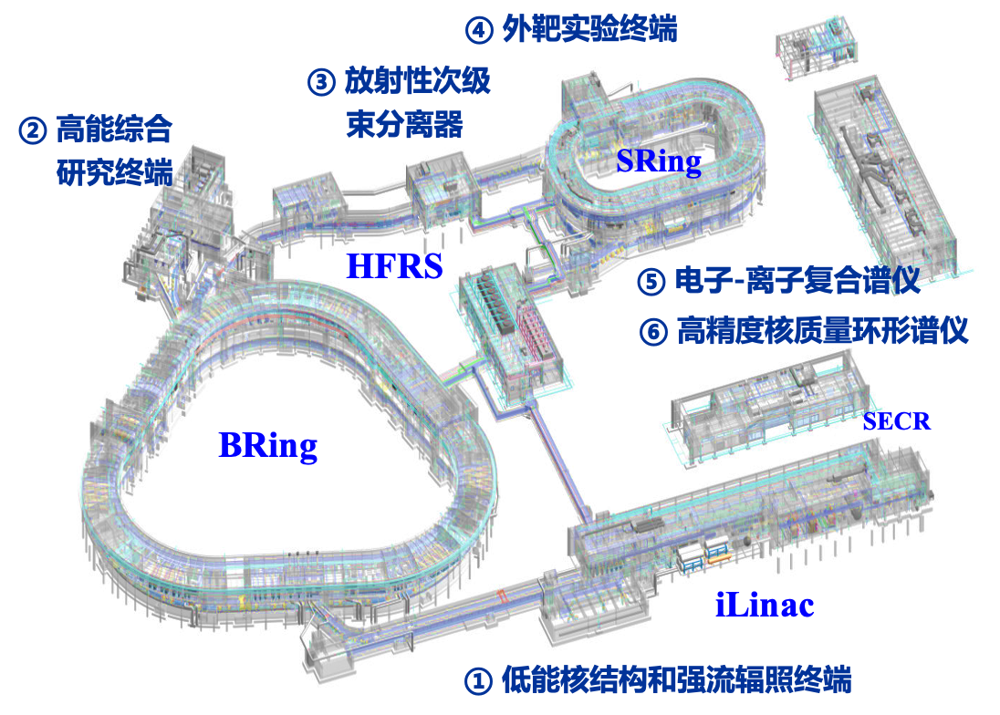 ④ 外靶实验终端
③ 放射性次级
束分离器
② 高能综合
研究终端
SRing
HFRS
⑤ 电子-离子复合谱仪
⑥ 高精度核质量环形谱仪
SECR
BRing
iLinac
① 低能核结构和强流辐照终端